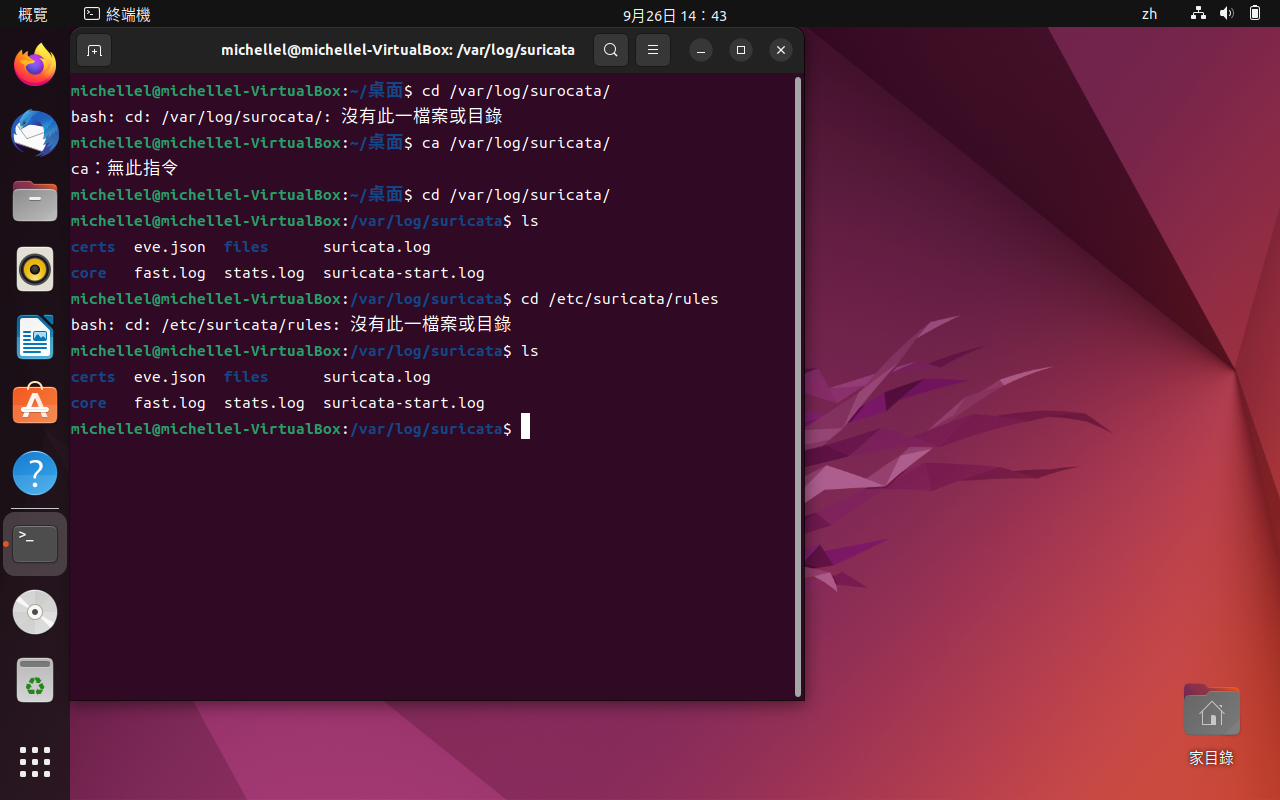 概覽
終端機
9月26日 14：43
zh
michellel@michellel-VirtualBox: /var/log/suricata
michellel@michellel-VirtualBox:~/桌面$ cd /var/log/surocata/
bash: cd: /var/log/surocata/: 沒有此一檔案或目錄
michellel@michellel-VirtualBox:~/桌面$ ca /var/log/suricata/
ca：無此指令
michellel@michellel-VirtualBox:~/桌面$ cd /var/log/suricata/
michellel@michellel-VirtualBox:/var/log/suricata$ ls
certs  eve.json  files      suricata.log
core   fast.log  stats.log  suricata-start.log
michellel@michellel-VirtualBox:/var/log/suricata$ cd /etc/suricata/rules
bash: cd: /etc/suricata/rules: 沒有此一檔案或目錄
michellel@michellel-VirtualBox:/var/log/suricata$ ls
certs  eve.json  files      suricata.log
core   fast.log  stats.log  suricata-start.log
michellel@michellel-VirtualBox:/var/log/suricata$
家目錄